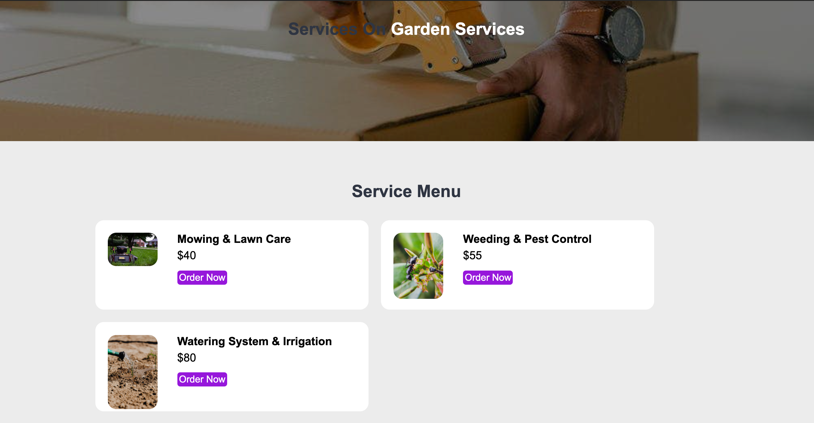 Services On Garden Services
Service Menu
Mowing & Lawn Care
$40
Order Now
Weeding & Pest Control
$55
Order Now
Watering System & Irrigation
$80
Order Now